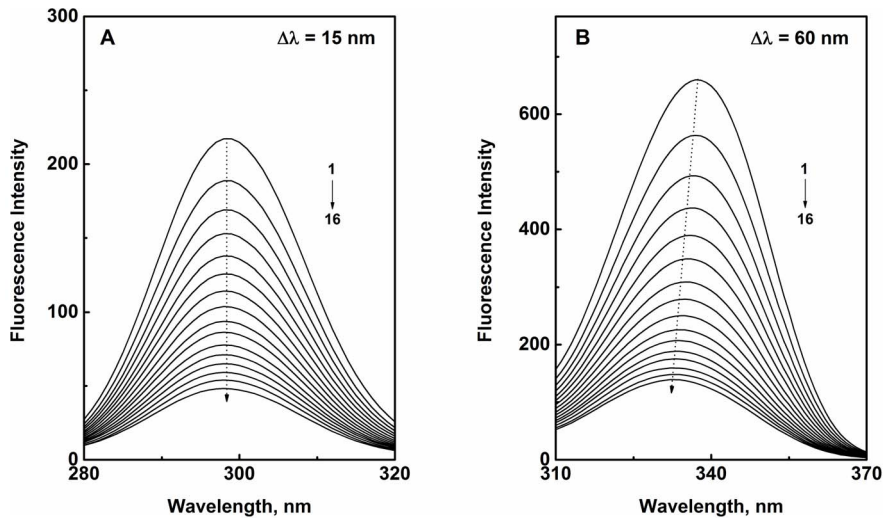 A
Δλ = 15 nm
300
200
100
0
Fluorescence Intensity
1
16
280
300
320
Wavelength, nm
B
Δλ = 60 nm
600
400
200
0
Fluorescence Intensity
1
16
310
340
370
Wavelength, nm